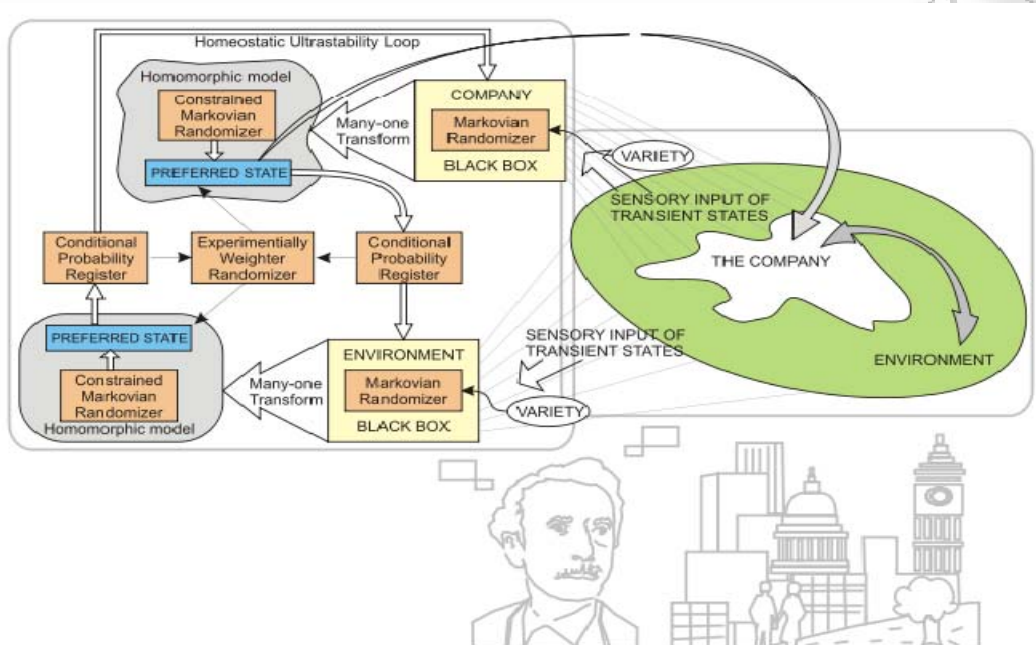 Homeostatic Ultrastability Loop
Homomorphic model
Constrained
Markovian
Randomizer
PREFERRED STATE
Many-one
Transform
COMPANY
Markovian
Randomizer
BLACK BOX
VARIETY
SENSORY INPUT OF
TRANSIENT STATES
THE COMPANY
ENVIRONMENT
Conditional
Probability
Register
Experimentially
Weighter
Randomizer
Conditional
Probability
Register
PREFERRED STATE
Constrained
Markovian
Randomizer
Homomorphic model
Many-one
Transform
ENVIRONMENT
Markovian
Randomizer
BLACK BOX
SENSORY INPUT OF
TRANSIENT STATES
VARIETY